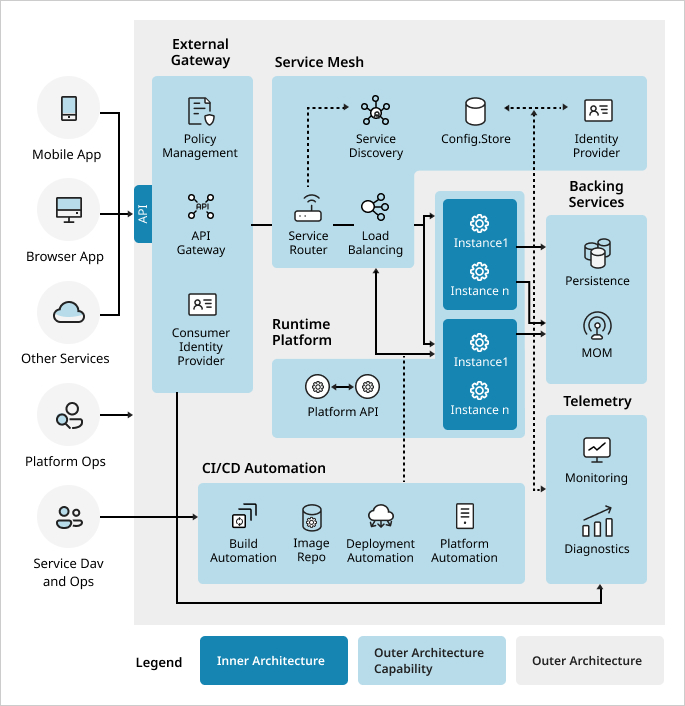 External
Gateway
Service Mesh
Policy
Management
Service
Discovery
Config.Store
Identity
Provider
Mobile App
API
API
API
Gateway
Service
Router
Load
Balancing
Instance1
Instance n
Backing
Services
Persistence
MOM
Browser App
Consumer
Identity
Provider
Other Services
Runtime
Platform
Platform API
Instance1
Instance n
Telemetry
Monitoring
Diagnostics
Platform Ops
CI/CD Automation
Build
Automation
Image
Repo
Deployment
Automation
Platform
Automation
Service Dav
and Ops
Legend
Inner Architecture
Outer Architecture
Capability
Outer Architecture